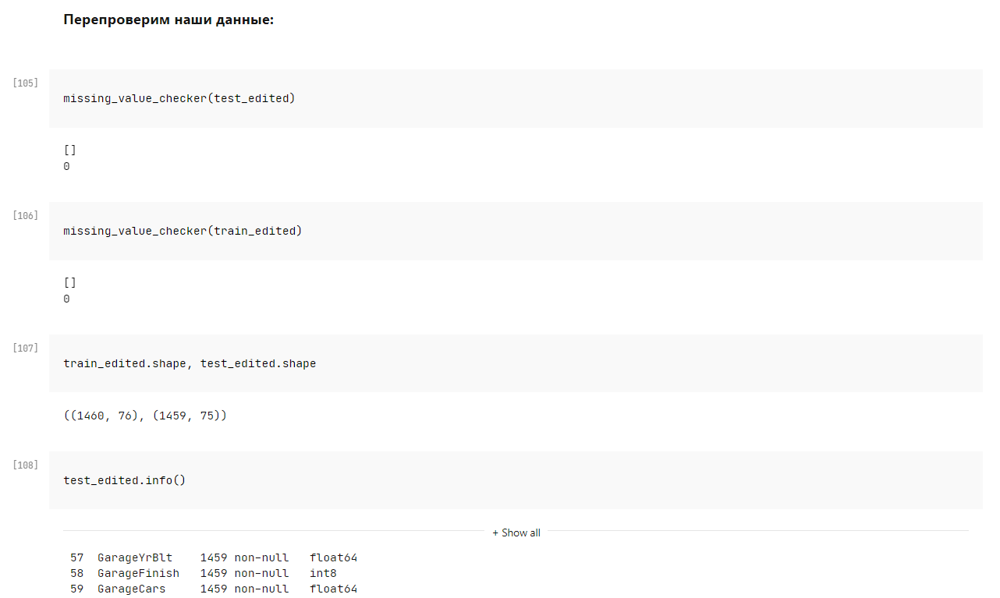 Перепроверим наши данные:
[105]
missing_value_checker(test_edited)
[]
0
[106]
missing_value_checker(train_edited)
[]
0
[107]
train_edited.shape, test_edited.shape
((1460, 76), (1459, 75))
[108]
test_edited.info()
+ Show all
57  GarageYrBlt    1459 non-null   float64
58  GarageFinish   1459 non-null   int8
59  GarageCars     1459 non-null   float64